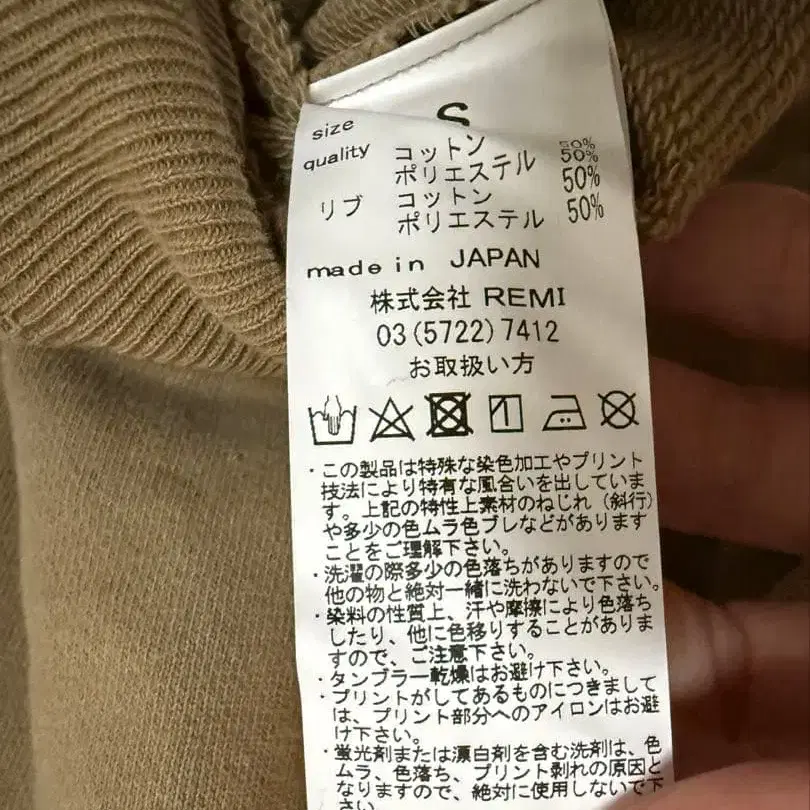 size S
quality コットン 50%
ポリエステル 50%
リブ コットン 50%
ポリエステル 50%
made in JAPAN
株式会社 REMI
03(5722)7412
お取扱い方
・この製品は特殊な染色加工やプリント
技法により特有な風合いを出していま
す。上記の特性上素材のねじれ(斜行)
や多少の色ムラ色ブレなどがあります
ことをご理解下さい。
・洗濯の際多少の色落ちがありますので
他の物と絶対一緒に洗わないで下さい。
・染料の性質上、汗や摩擦により色落ち
したり、他に色移りすることがありま
すので、ご注意下さい。
・タンブラー乾燥はお避け下さい。
・プリントがしてあるものにつきまして
は、プリント部分へのアイロンはお避
け下さい。
・蛍光剤または漂白剤を含む洗剤は、色
ムラ、色落ち、プリント剥れの原因と
なりますので、絶対に使用しないで下
さい。